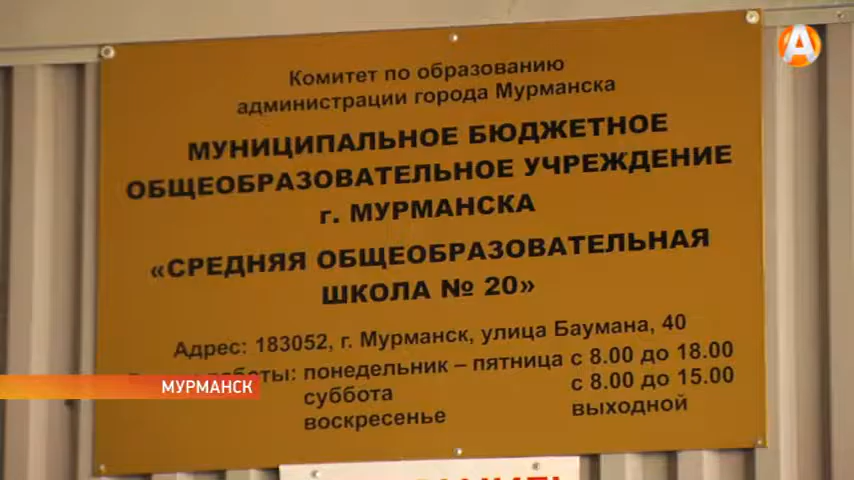 Комитет по образованию
администрации города Мурманска
МУНИЦИПАЛЬНОЕ БЮДЖЕТНОЕ
ОБЩЕОБРАЗОВАТЕЛЬНОЕ УЧРЕЖДЕНИЕ
г. МУРМАНСКА
«СРЕДНЯЯ ОБЩЕОБРАЗОВАТЕЛЬНАЯ
ШКОЛА № 20»
Адрес: 183052, г. Мурманск, улица Баумана, 40
понедельник – пятница с 8.00 до 18.00
суббота с 8.00 до 15.00
воскресенье выходной
МУРМАНСК